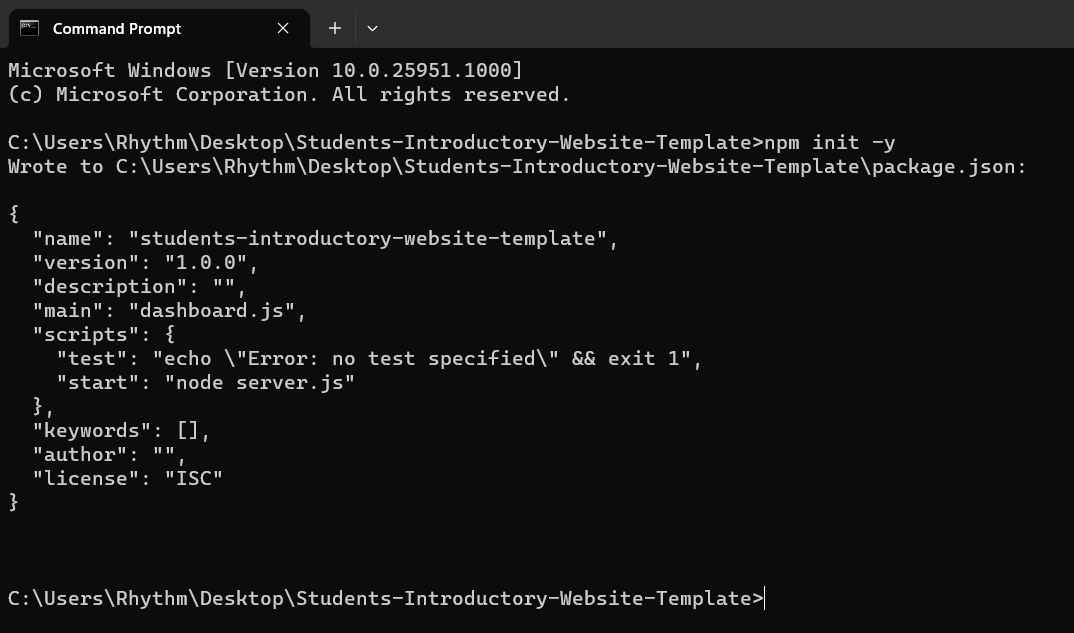 Command Prompt
Microsoft Windows [Version 10.0.25951.1000]
(c) Microsoft Corporation. All rights reserved.
C:\Users\Rhythm\Desktop\Students-Introductory-Website-Template>npm init -y
Wrote to C:\Users\Rhythm\Desktop\Students-Introductory-Website-Template\package.json:
{
  "name": "students-introductory-website-template",
  "version": "1.0.0",
  "description": "",
  "main": "dashboard.js",
  "scripts": {
    "test": "echo \"Error: no test specified\" && exit 1",
    "start": "node server.js"
  },
  "keywords": [],
  "author": "",
  "license": "ISC"
}
C:\Users\Rhythm\Desktop\Students-Introductory-Website-Template>